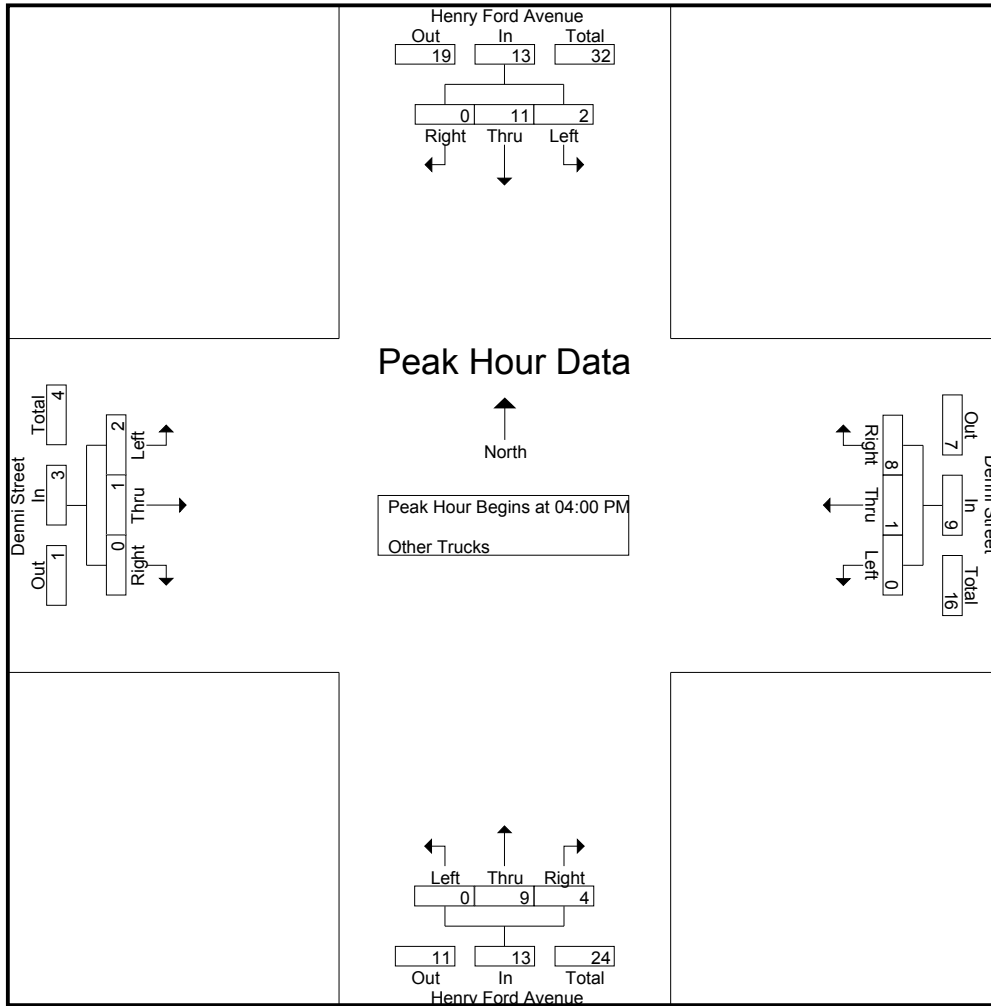 Henry Ford Avenue
Out In Total
19 13 32
0 11 2
Right Thru Left
Peak Hour Data
North
Peak Hour Begins at 04:00 PM
Other Trucks
Denni Street
Total In Out
4 3 1
2 1 0
Left Thru Right
Right Thru Left
8 1 0
7 9 16
Out In Total
Denni Street
Left Thru Right
0 9 4
11 13 24
Out In Total
Henry Ford Avenue